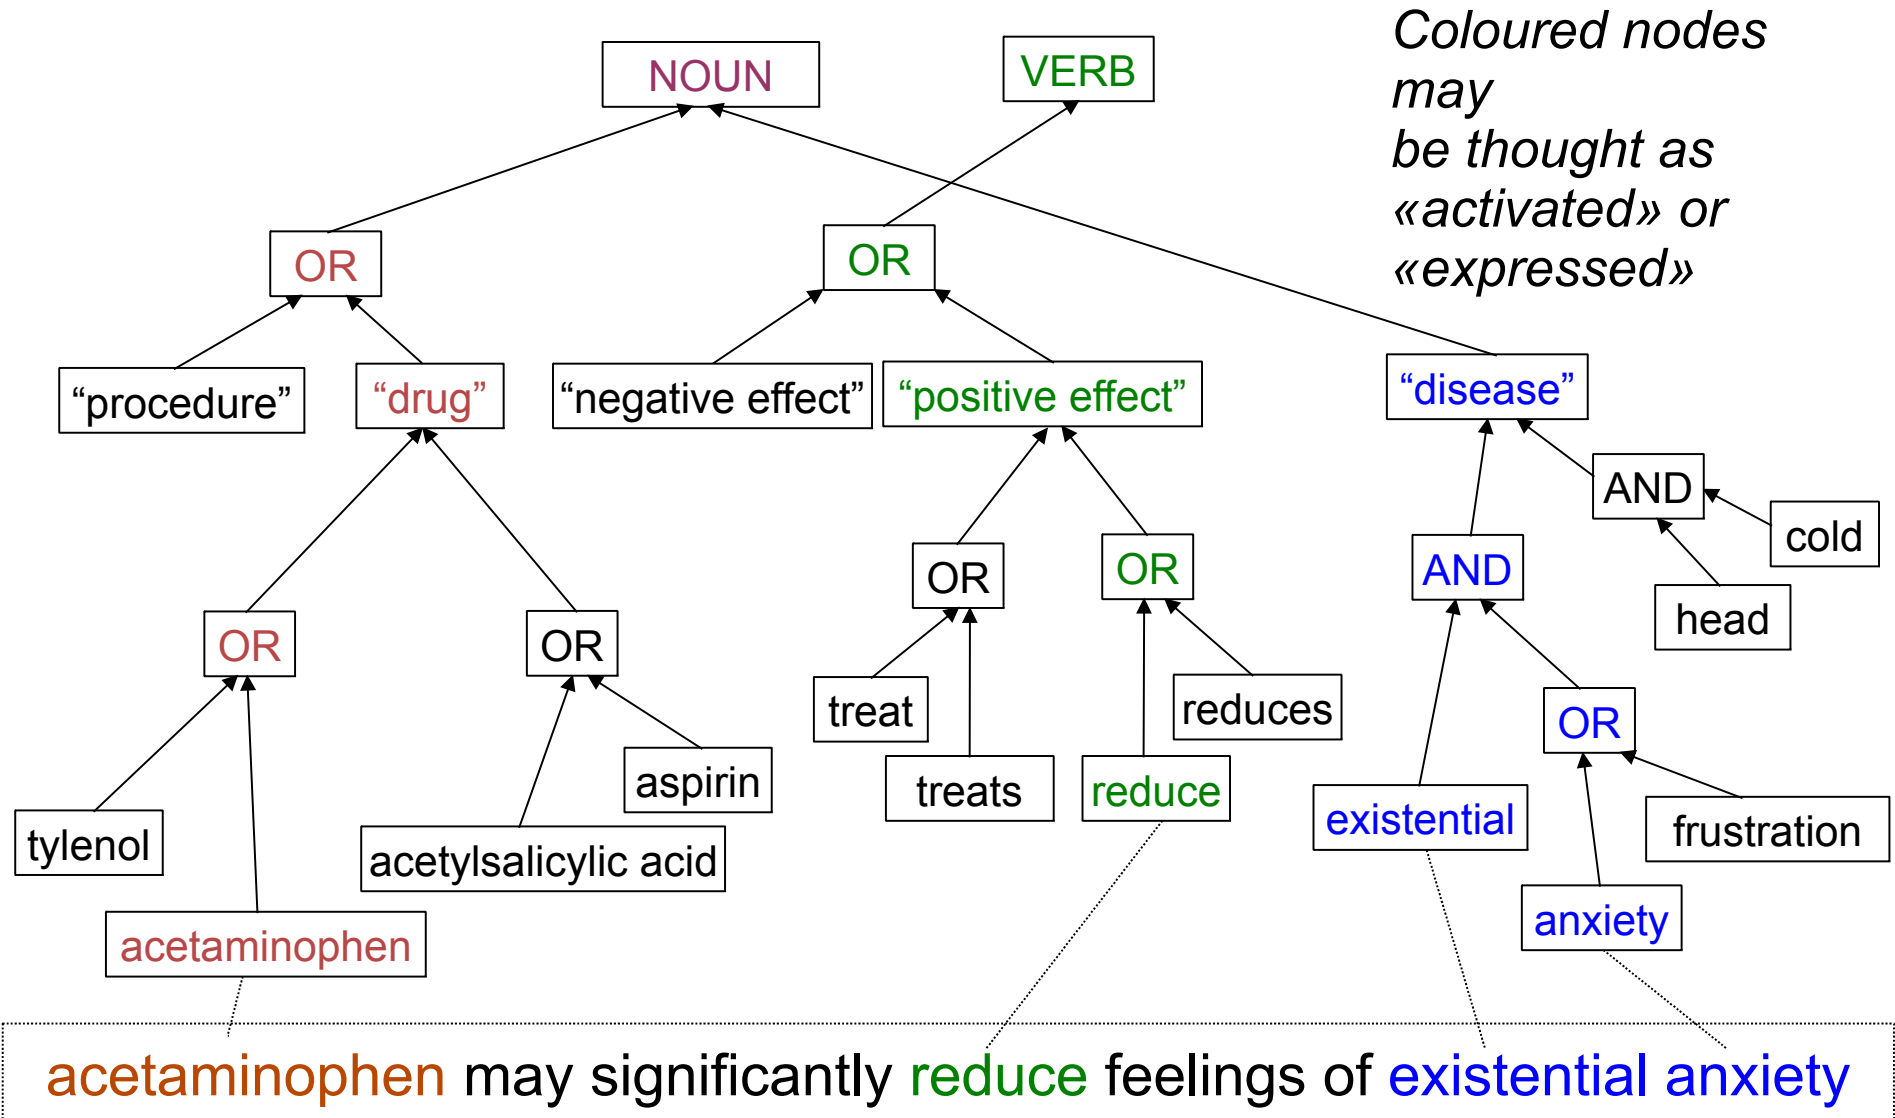 Coloured nodes
may
be thought as
«activated» or
«expressed»
NOUN
VERB
OR
OR
“procedure”
“drug”
“negative effect”
“positive effect”
“disease”
AND
cold
head
OR
OR
OR
OR
AND
treat
treats
reduces
reduce
OR
tylenol
acetaminophen
acetylsalicylic acid
aspirin
existential
anxiety
frustration
acetaminophen may significantly reduce feelings of existential anxiety